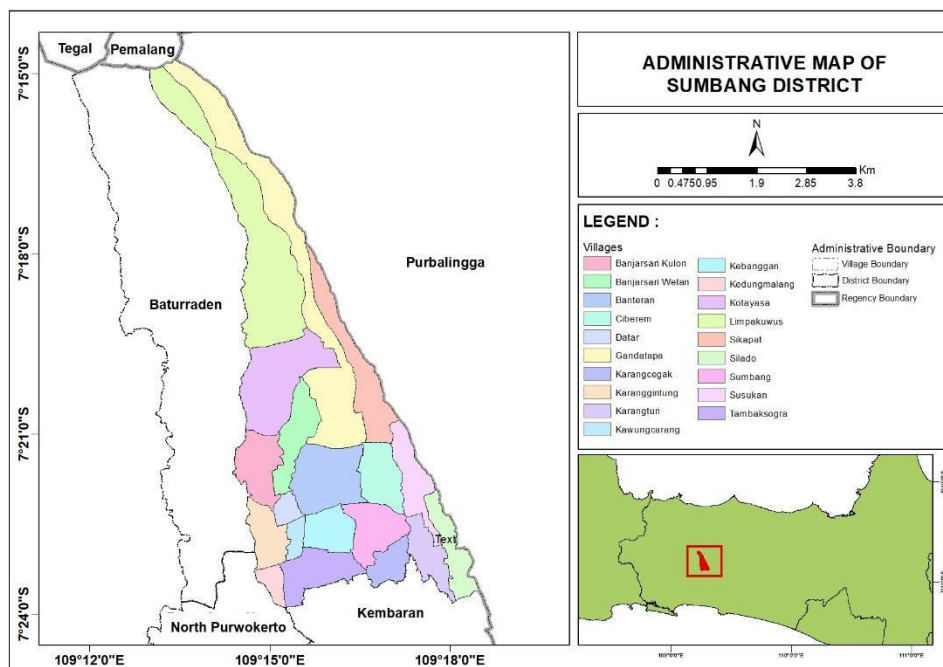 Tegal
Pemalang
Baturraden
Purbalingga
Text
North Purwokerto
Kembaran
7°15'0"S
7°18'0"S
7°21'0"S
7°24'0"S
109°12'0"E
109°15'0"E
109°18'0"E
ADMINISTRATIVE MAP OF
SUMBANG DISTRICT
N
Km
0 0.4750.95 1.9 2.85 3.8
LEGEND :
Villages
Banjarsari Kulon
Banjarsari Wetan
Banteran
Ciberem
Datar
Gandatapa
Karangcegak
Karanggintung
Karangturi
Kawungcarang
Kebanggan
Kedungmalang
Kotayasa
Limpakuwus
Sikapat
Silado
Sumbang
Susukan
Tambaksogra
Administrative Boundary
Village Boundary
District Boundary
Regency Boundary